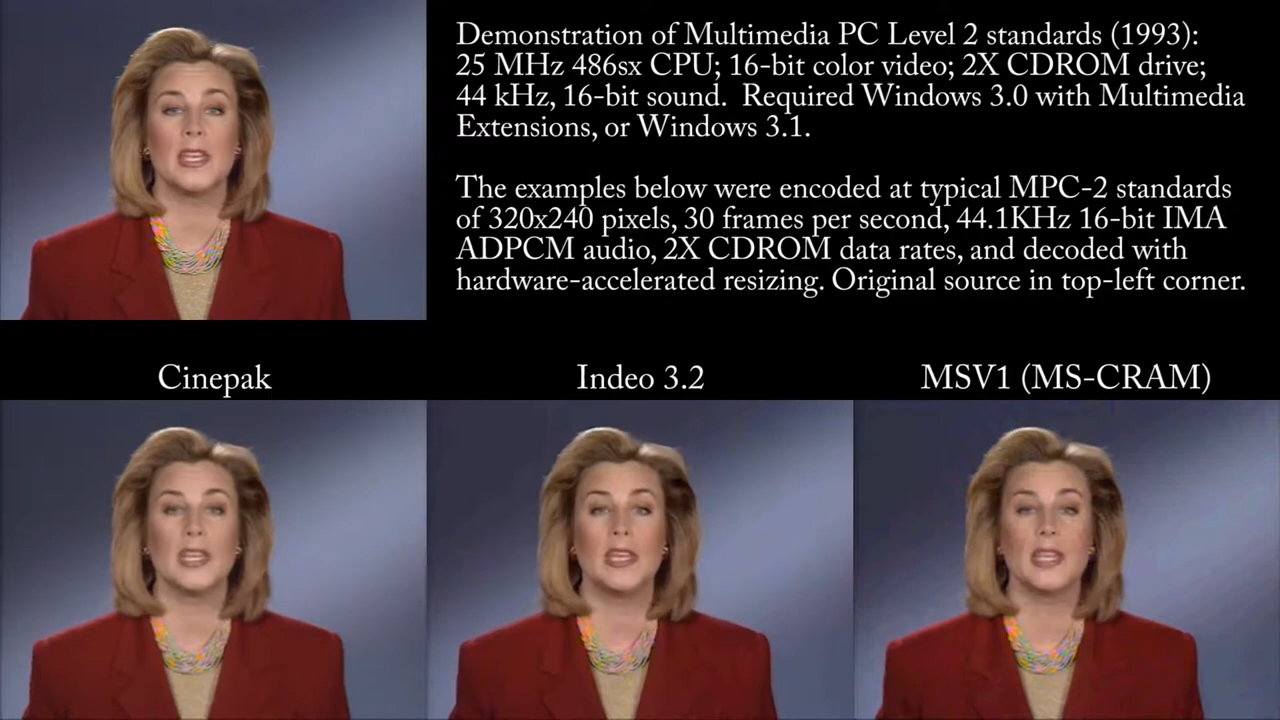 Demonstration of Multimedia PC Level 2 standards (1993):
25 MHz 486sx CPU; 16-bit color video; 2X CDROM drive;
44 kHz, 16-bit sound.  Required Windows 3.0 with Multimedia
Extensions, or Windows 3.1.
The examples below were encoded at typical MPC-2 standards
of 320x240 pixels, 30 frames per second, 44.1KHz 16-bit IMA
ADPCM audio, 2X CDROM data rates, and decoded with
hardware-accelerated resizing. Original source in top-left corner.
Cinepak
Indeo 3.2
MSV1 (MS-CRAM)